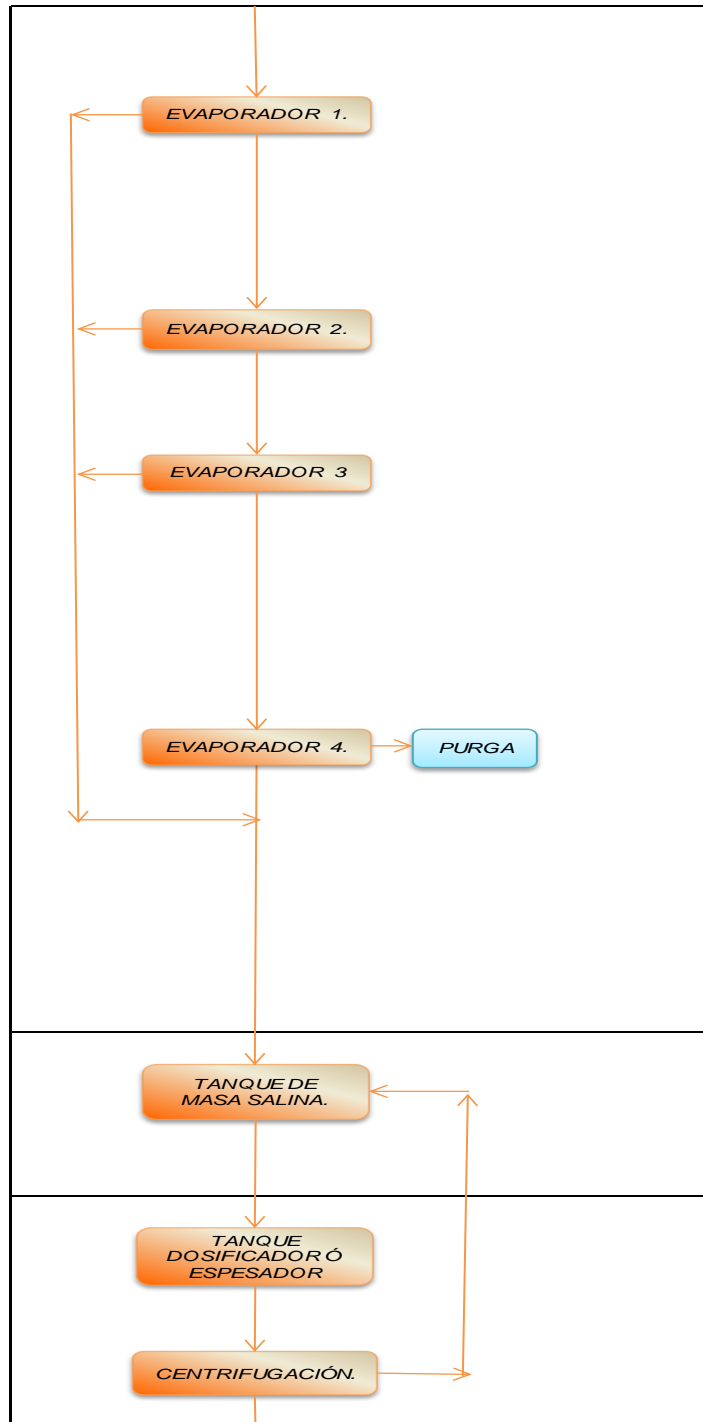 EVAPORADOR 1.
EVAPORADOR 2.
EVAPORADOR 3
EVAPORADOR 4.
PURGA
TANQUE DE
MASA SALINA.
TANQUE
DOSIFICADOR Ó
ESPESADOR
CENTRIFUGACIÓN.